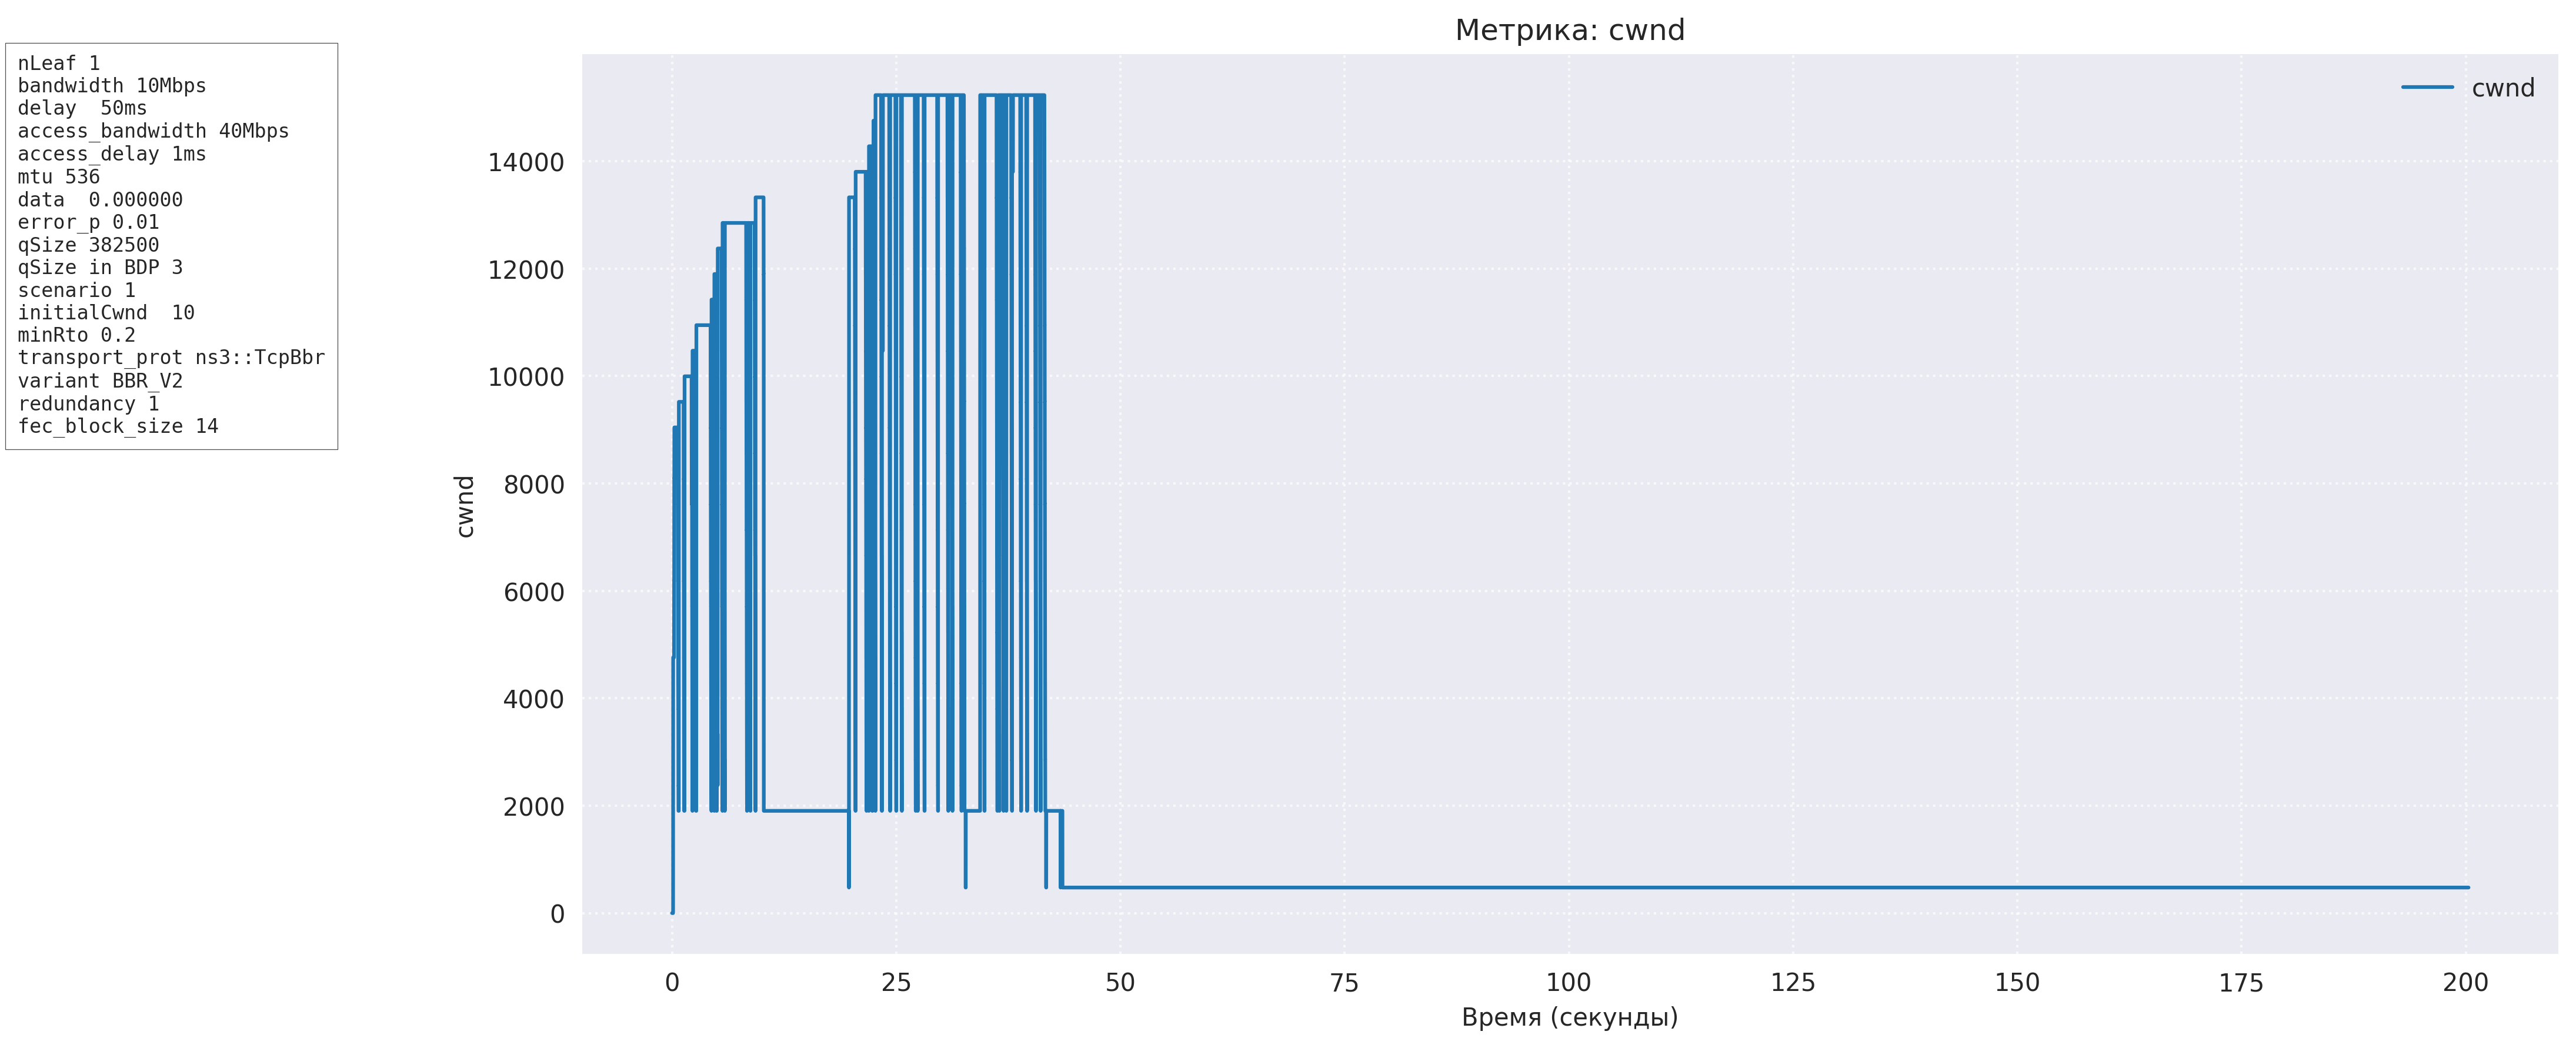 Метрика: cwnd
nLeaf 1
bandwidth 10Mbps
delay  50ms
access_bandwidth 40Mbps
access_delay 1ms
mtu 536
data  0.000000
error_p 0.01
qSize 382500
qSize in BDP 3
scenario 1
initialCwnd  10
minRto 0.2
transport_prot ns3::TcpBbr
variant BBR_V2
redundancy 1
fec_block_size 14
cwnd
cwnd
14000
12000
10000
8000
6000
4000
2000
0
0 25 50 75 100 125 150 175 200
Время (секунды)